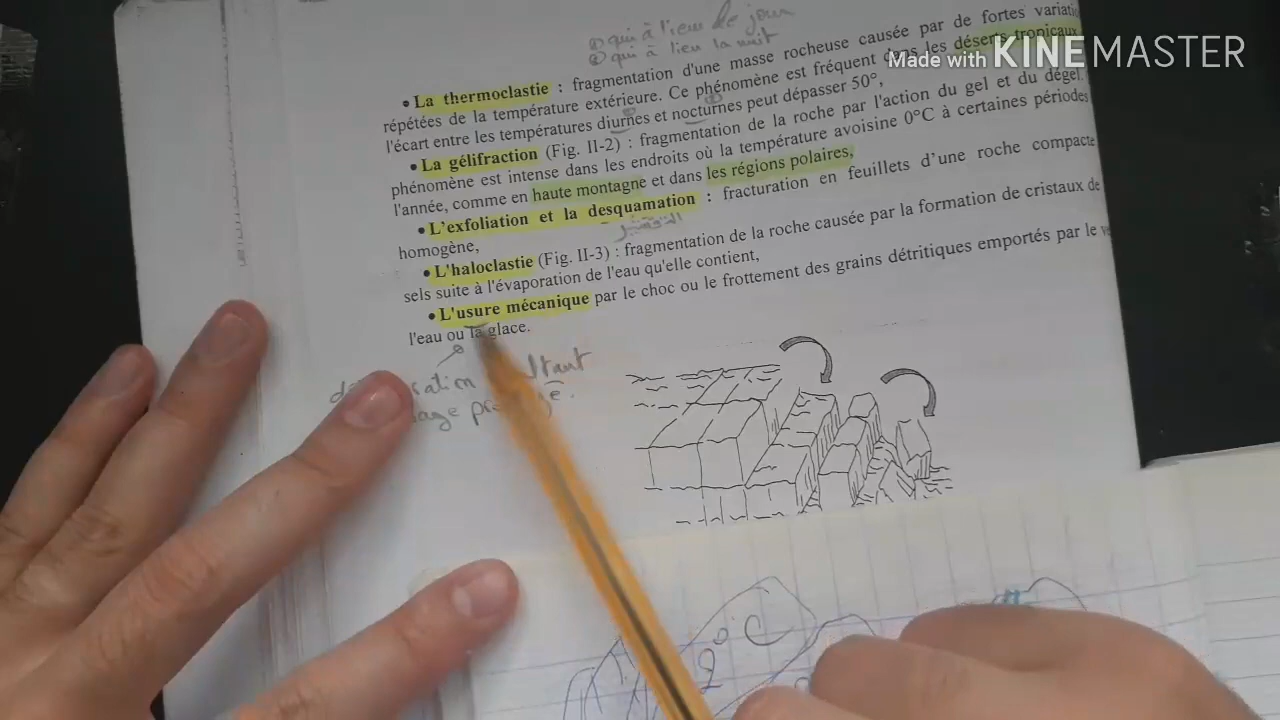 Made with KINEMASTER
① qui à lieu de jour
② qui à lieu la nuit
• La thermoclastie : fragmentation d'une masse rocheuse causée par de fortes
répétées de la température extérieure. Ce phénomène est fréquent dans les déserts tropicaux
l'écart entre les températures diurnes et nocturnes peut dépasser 50°,
• La gélifraction (Fig. II-2) : fragmentation de la roche par l'action du gel et du dégel.
phénomène est intense dans les endroits où la température avoisine 0°C à certaines périodes
l'année, comme en haute montagne et dans les régions polaires,
• L'exfoliation et la desquamation : fracturation en feuillets d'une roche compacte
homogène,
التقشر
• L'haloclastie (Fig. II-3) : fragmentation de la roche causée par la formation de cristaux de
sels suite à l'évaporation de l'eau qu'elle contient,
• L'usure mécanique par le choc ou le frottement des grains détritiques emportés par le
l'eau ou la glace.
°C